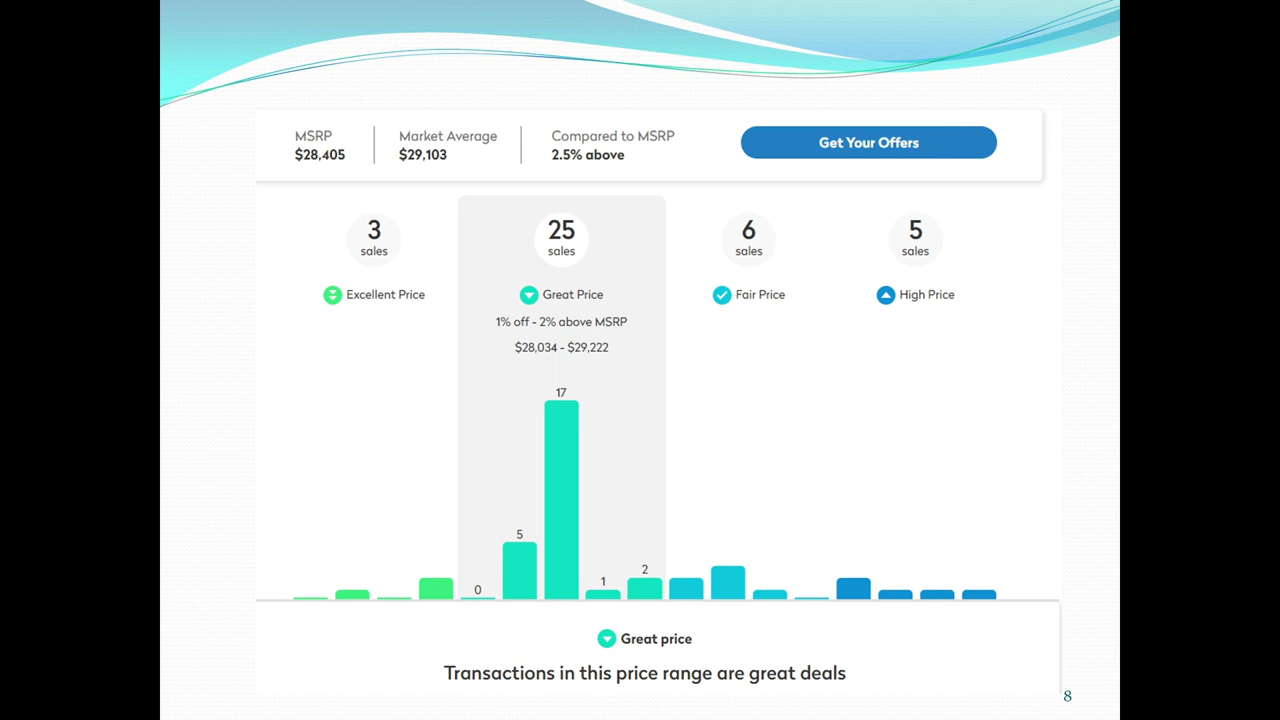 MSRP
$28,405
Market Average
$29,103
Compared to MSRP
2.5% above
Get Your Offers
3
sales
25
sales
6
sales
5
sales
Excellent Price
Great Price
Fair Price
High Price
1% off - 2% above MSRP
$28,034 - $29,222
17
5
2
1
0
Great price
Transactions in this price range are great deals
8